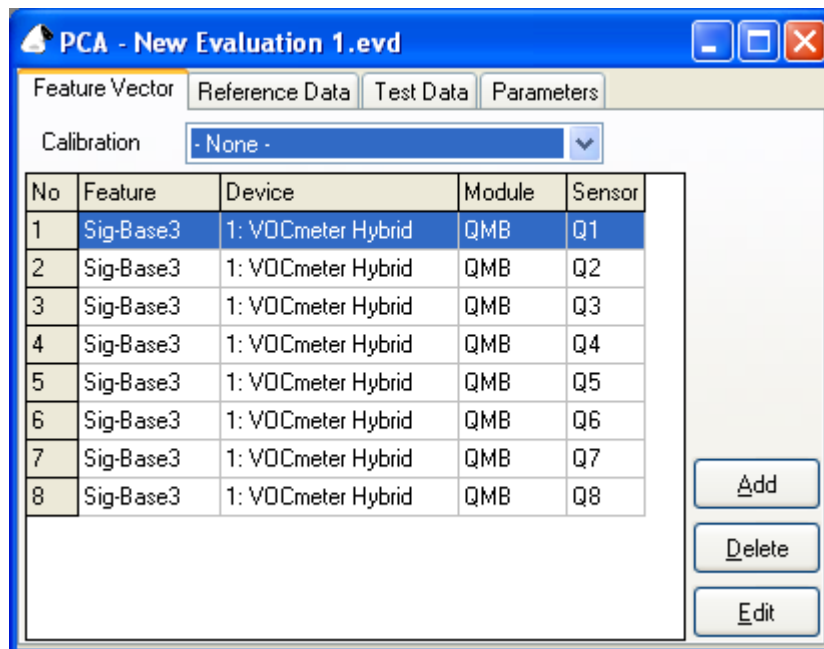 PCA - New Evaluation 1.evd
Feature Vector Reference Data Test Data Parameters
Calibration - None -
No Feature Device Module Sensor
1 Sig-Base3 1: VOCmeter Hybrid QMB Q1
2 Sig-Base3 1: VOCmeter Hybrid QMB Q2
3 Sig-Base3 1: VOCmeter Hybrid QMB Q3
4 Sig-Base3 1: VOCmeter Hybrid QMB Q4
5 Sig-Base3 1: VOCmeter Hybrid QMB Q5
6 Sig-Base3 1: VOCmeter Hybrid QMB Q6
7 Sig-Base3 1: VOCmeter Hybrid QMB Q7
8 Sig-Base3 1: VOCmeter Hybrid QMB Q8
Add
Delete
Edit